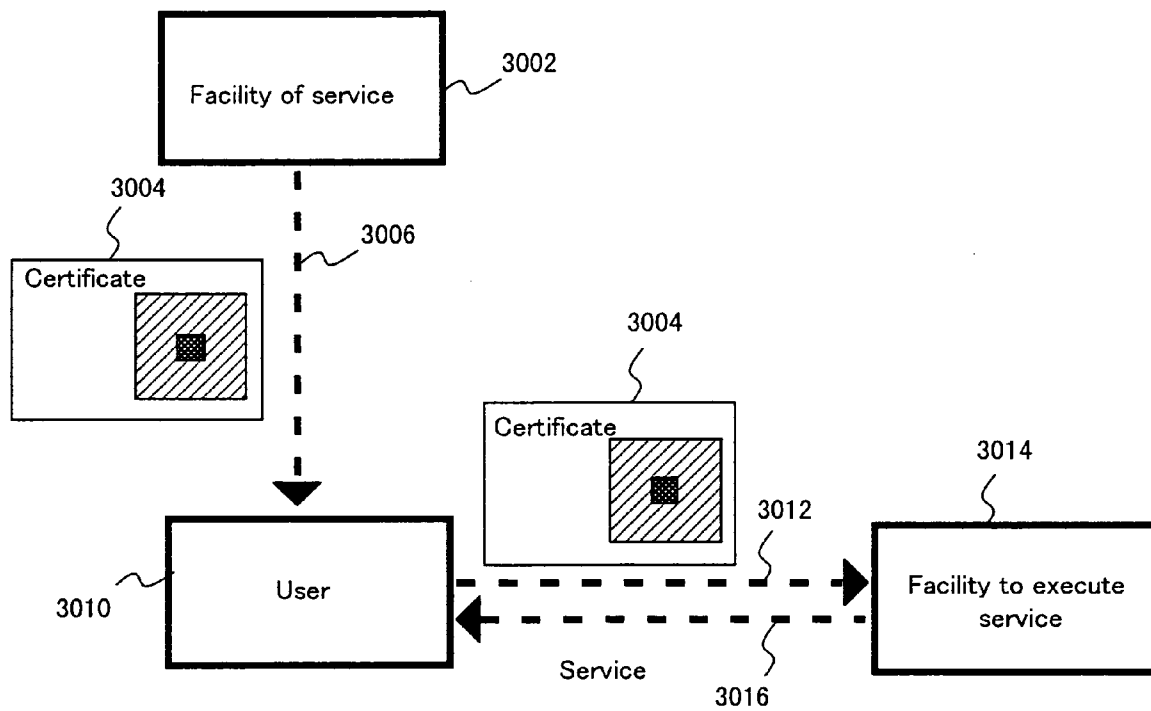 3002
Facility of service
3004
3006
Certificate
3004
Certificate
3014
3012
User
Facility to execute
service
3010
Service
3016